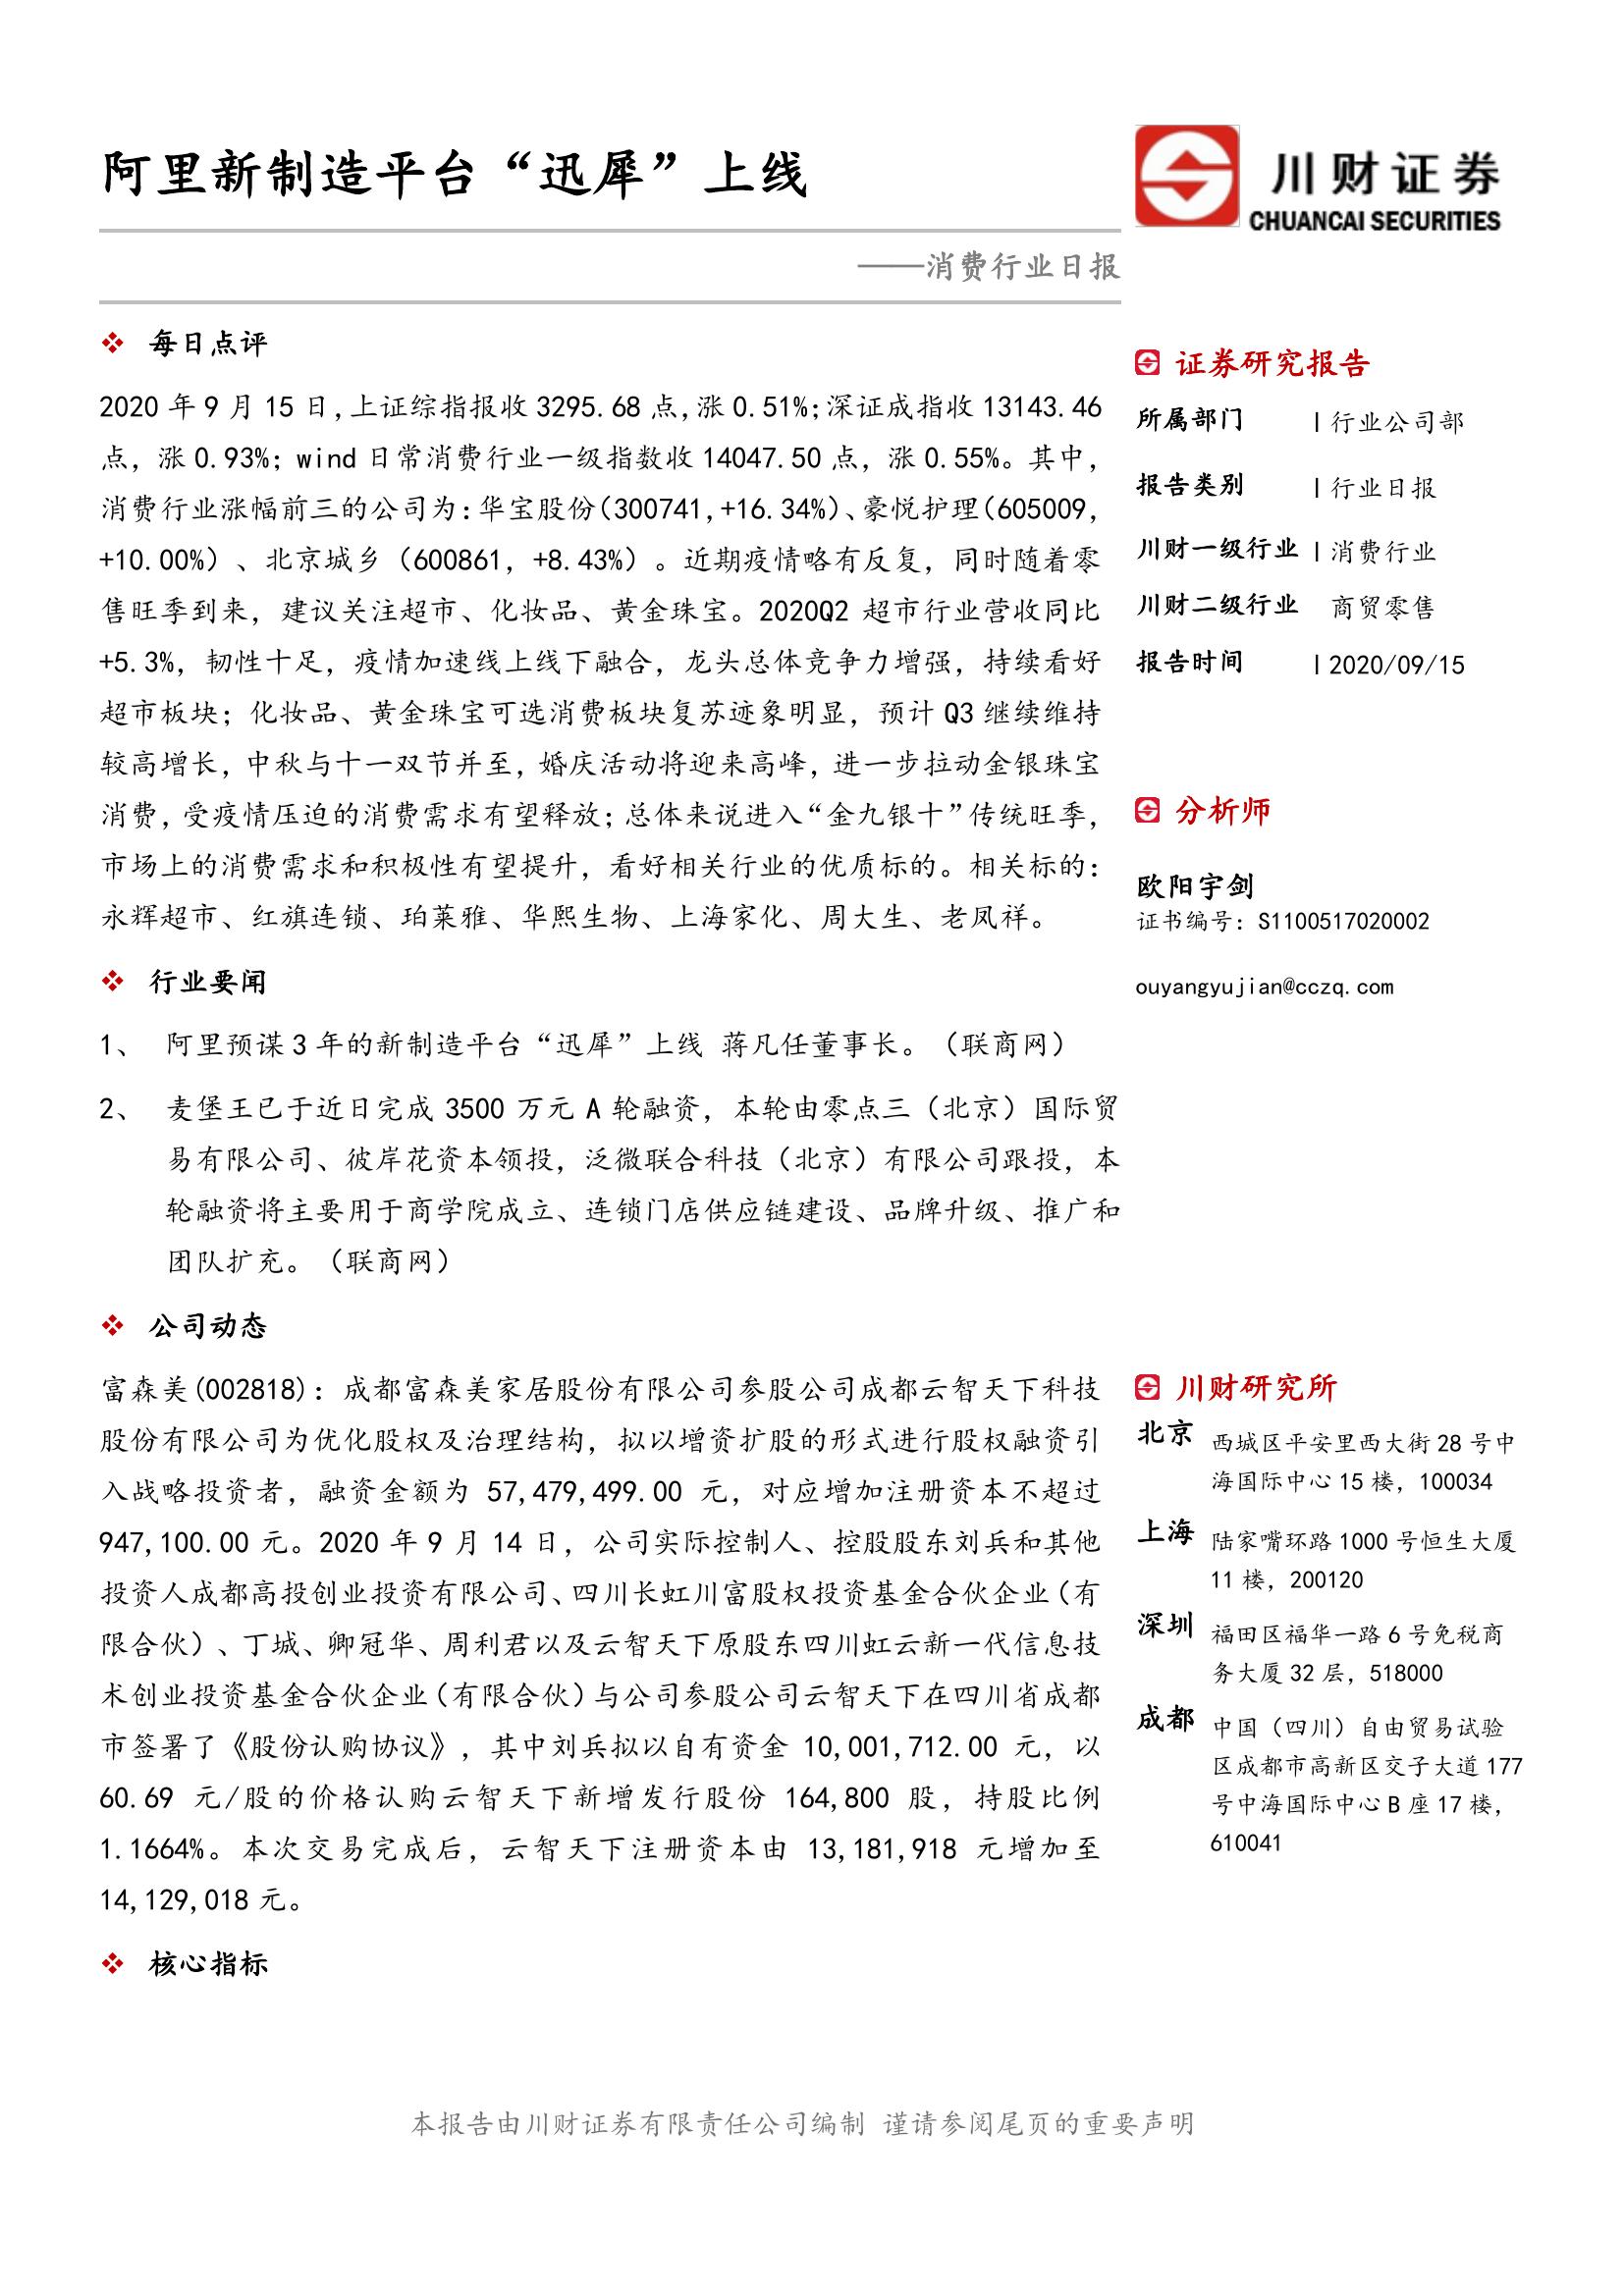 阿里新制造平台“迅犀”上线
川财证券
CHUANCAI SECURITIES
——消费行业日报
❖ 每日点评
2020 年 9 月 15 日,上证综指报收 3295.68 点,涨 0.51%;深证成指收 13143.46
点，涨 0.93%；wind 日常消费行业一级指数收 14047.50 点，涨 0.55%。其中，
消费行业涨幅前三的公司为:华宝股份(300741,+16.34%)、豪悦护理(605009,
+10.00%）、北京城乡（600861，+8.43%）。近期疫情略有反复，同时随着零
售旺季到来，建议关注超市、化妆品、黄金珠宝。2020Q2 超市行业营收同比
+5.3%，韧性十足，疫情加速线上线下融合，龙头总体竞争力增强，持续看好
超市板块；化妆品、黄金珠宝可选消费板块复苏迹象明显，预计 Q3 继续维持
较高增长，中秋与十一双节并至，婚庆活动将迎来高峰，进一步拉动金银珠宝
消费,受疫情压迫的消费需求有望释放;总体来说进入“金九银十”传统旺季，
市场上的消费需求和积极性有望提升，看好相关行业的优质标的。相关标的：
永辉超市、红旗连锁、珀莱雅、华熙生物、上海家化、周大生、老凤祥。
❖ 行业要闻
1、 阿里预谋 3 年的新制造平台“迅犀”上线 蒋凡任董事长。（联商网）
2、 麦堡王已于近日完成 3500 万元 A 轮融资，本轮由零点三（北京）国际贸
易有限公司、彼岸花资本领投，泛微联合科技（北京）有限公司跟投，本
轮融资将主要用于商学院成立、连锁门店供应链建设、品牌升级、推广和
团队扩充。（联商网）
❖ 公司动态
富森美(002818)：成都富森美家居股份有限公司参股公司成都云智天下科技
股份有限公司为优化股权及治理结构，拟以增资扩股的形式进行股权融资引
入战略投资者，融资金额为 57,479,499.00 元，对应增加注册资本不超过
947,100.00 元。2020 年 9 月 14 日，公司实际控制人、控股股东刘兵和其他
投资人成都高投创业投资有限公司、四川长虹川富股权投资基金合伙企业（有
限合伙）、丁城、卿冠华、周利君以及云智天下原股东四川虹云新一代信息技
术创业投资基金合伙企业（有限合伙）与公司参股公司云智天下在四川省成都
市签署了《股份认购协议》，其中刘兵拟以自有资金 10,001,712.00 元，以
60.69 元/股的价格认购云智天下新增发行股份 164,800 股，持股比例
1.1664%。本次交易完成后，云智天下注册资本由 13,181,918 元增加至
14,129,018 元。
❖ 核心指标
证券研究报告
所属部门 | 行业公司部
报告类别 | 行业日报
川财一级行业 | 消费行业
川财二级行业 商贸零售
报告时间 | 2020/09/15
分析师
欧阳宇剑
证书编号：S1100517020002
ouyangyujian@cczq.com
川财研究所
北京 西城区平安里西大街 28 号中
海国际中心 15 楼，100034
上海 陆家嘴环路 1000 号恒生大厦
11 楼，200120
深圳 福田区福华一路 6 号免税商
务大厦 32 层，518000
成都 中国（四川）自由贸易试验
区成都市高新区交子大道 177
号中海国际中心 B 座 17 楼，
610041
本报告由川财证券有限责任公司编制 谨请参阅尾页的重要声明